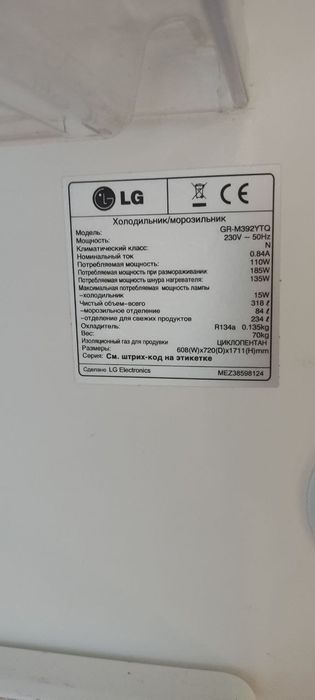 LG
CE
Холодильник/морозильник
Модель: GR-M392YTQ
Мощность: 230V ~ 50Hz
Климатический класс: N
Номинальный ток 0.84A
Потребляемая мощность: 110W
Потребляемая мощность при размораживании: 185W
Потребляемая мощность шнура нагревателя: 135W
Максимальная потребляемая мощность лампы
-холодильник 15W
Чистый объем-всего 318 ℓ
-морозильное отделение 84 ℓ
-отделение для свежих продуктов 234 ℓ
Охладитель: R134a 0.135kg
Вес: 70kg
Изоляционный газ для продувки ЦИКЛОПЕНТАН
Размеры: 608(W)x720(D)x1711(H)mm
Серия: См. штрих-код на этикетке
Сделано LG Electronics MEZ38598124